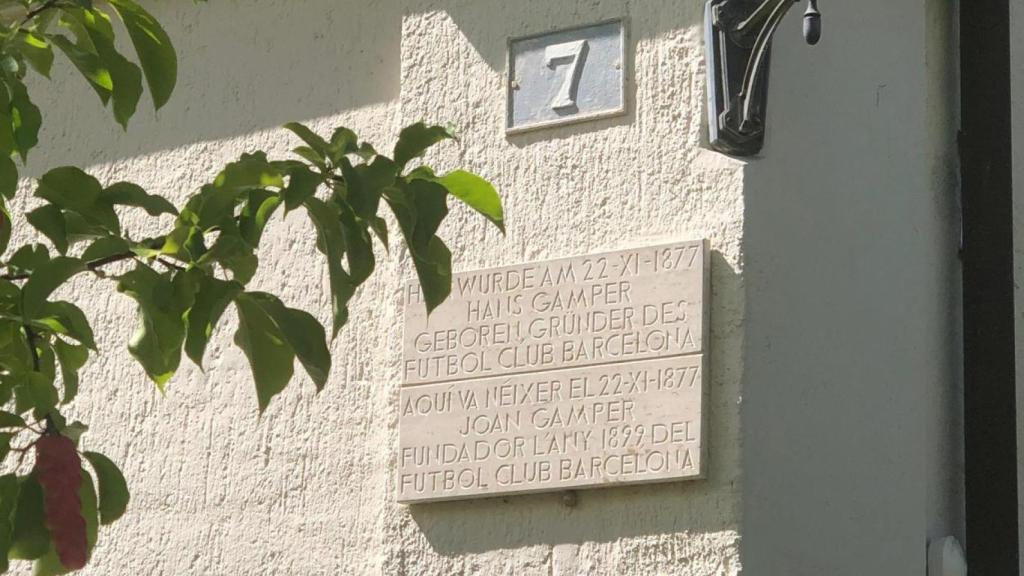 7
WURDE AM 22-XI-1877
HANS GAMPER
GEBOREN, GRÜNDER DES
FUTBOL CLUB BARCELONA
AQUÍ VA NÉIXER EL 22-XI-1877
JOAN GAMPER
FUNDADOR L'ANY 1899 DEL
FUTBOL CLUB BARCELONA